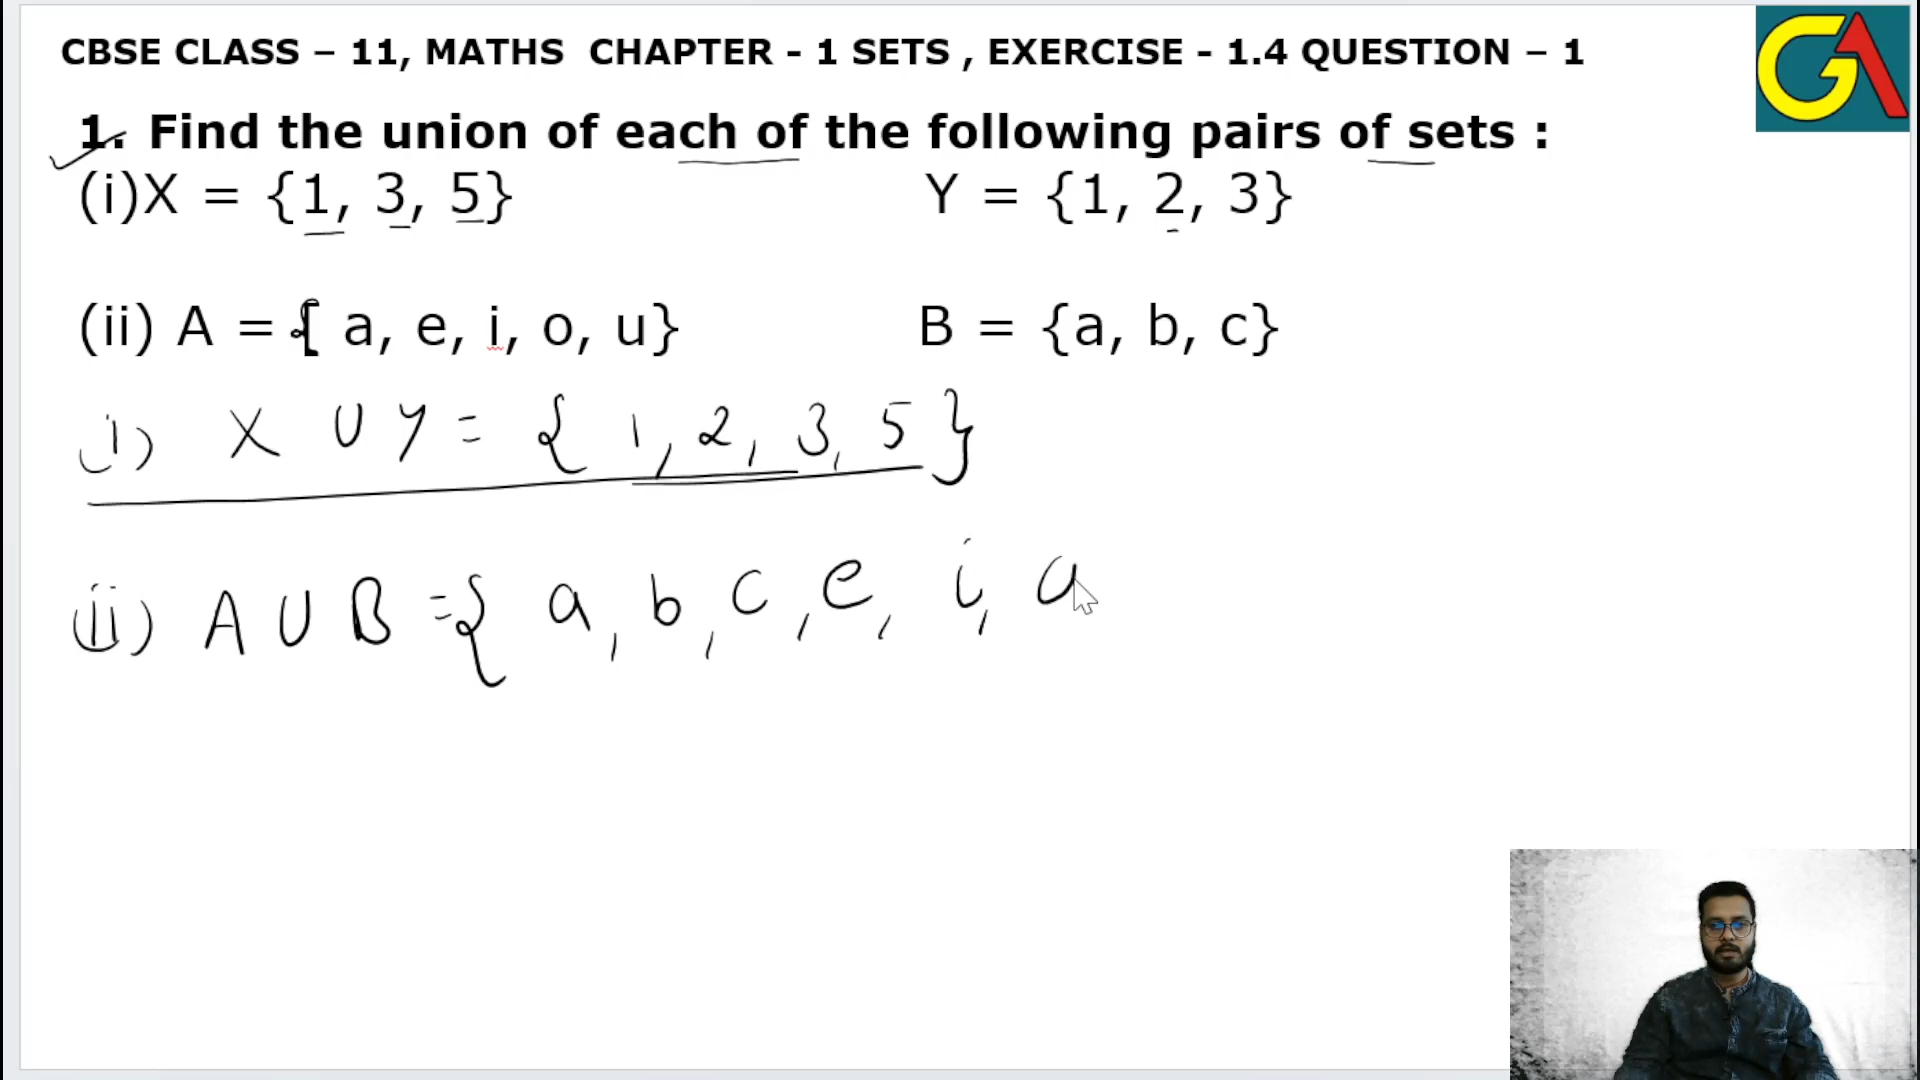 CBSE CLASS – 11, MATHS CHAPTER - 1 SETS , EXERCISE - 1.4 QUESTION – 1
GA
1. Find the union of each of the following pairs of sets :
(i)X = {1, 3, 5} Y = {1, 2, 3}
(ii) A = { a, e, i, o, u} B = {a, b, c}
(i) X ∪ Y = { 1, 2, 3, 5 }
(ii) A ∪ B = { a, b, c, e, i,